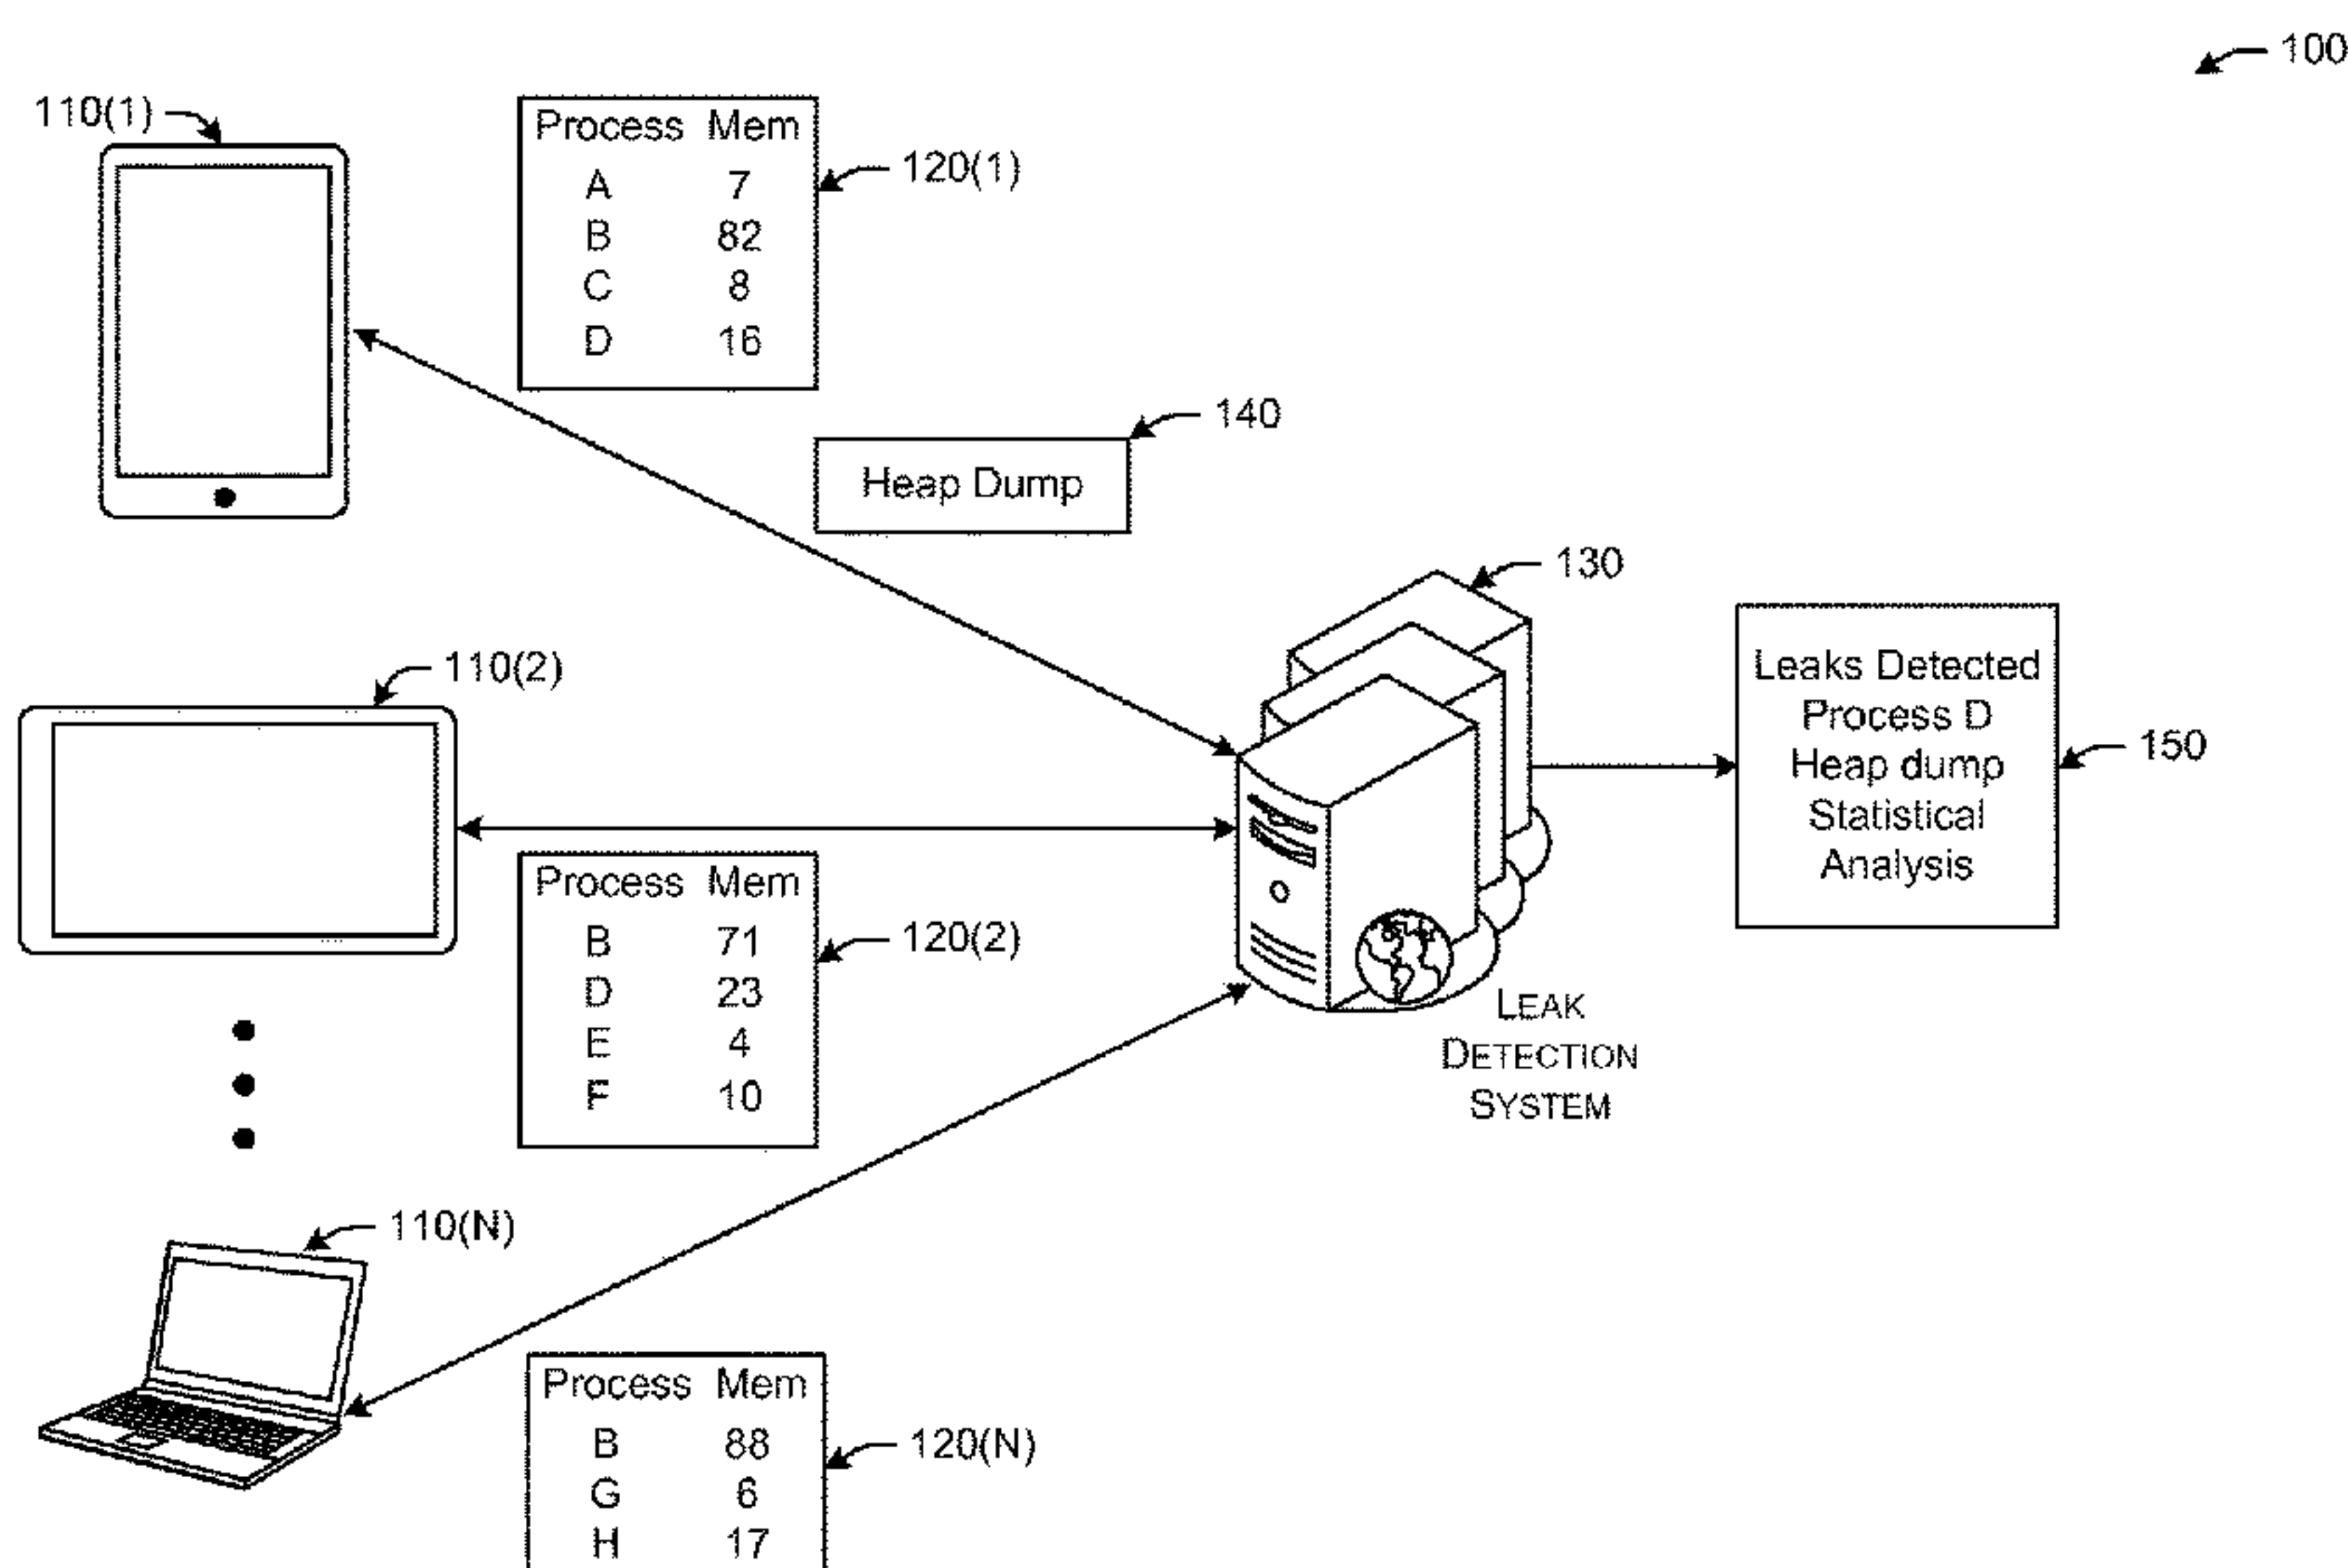 100
110(1)
Process Mem
A 7
B 82
C 8
D 16
120(1)
140
Heap Dump
130
110(2)
Leaks Detected
Process D
Heap dump
Statistical
Analysis
150
Process Mem
B 71
D 23
E 4
F 10
120(2)
LEAK
DETECTION
SYSTEM
110(N)
Process Mem
B 88
G 6
H 17
120(N)